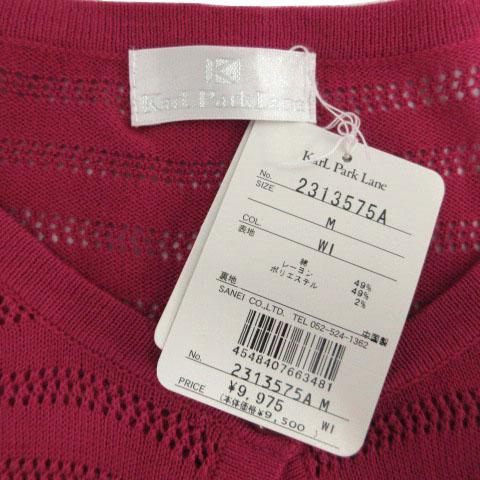 KarL Park Lane
KarL Park Lane
No. 2313575A
SIZE M
COL. WI
表地 綿 49%
レーヨン 49%
ポリエステル 2%
裏地
SANEI CO.,LTD. TEL 052-524-1362 中国製
4548407663481
No. 2313575A M
PRICE ¥9,975 WI
(本体価格¥9,500)